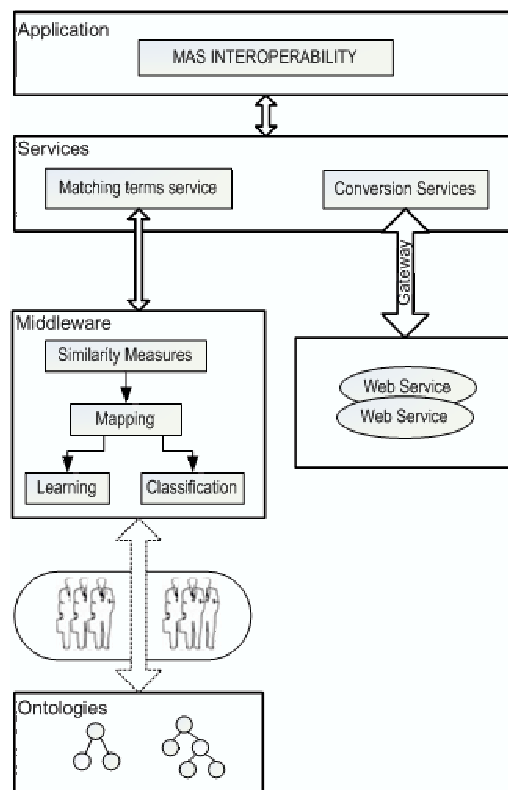 Application
MAS INTEROPERABILITY
Services
Matching terms service
Conversion Services
Gateway
Middleware
Similarity Measures
Mapping
Learning
Classification
Web Service
Web Service
Ontologies